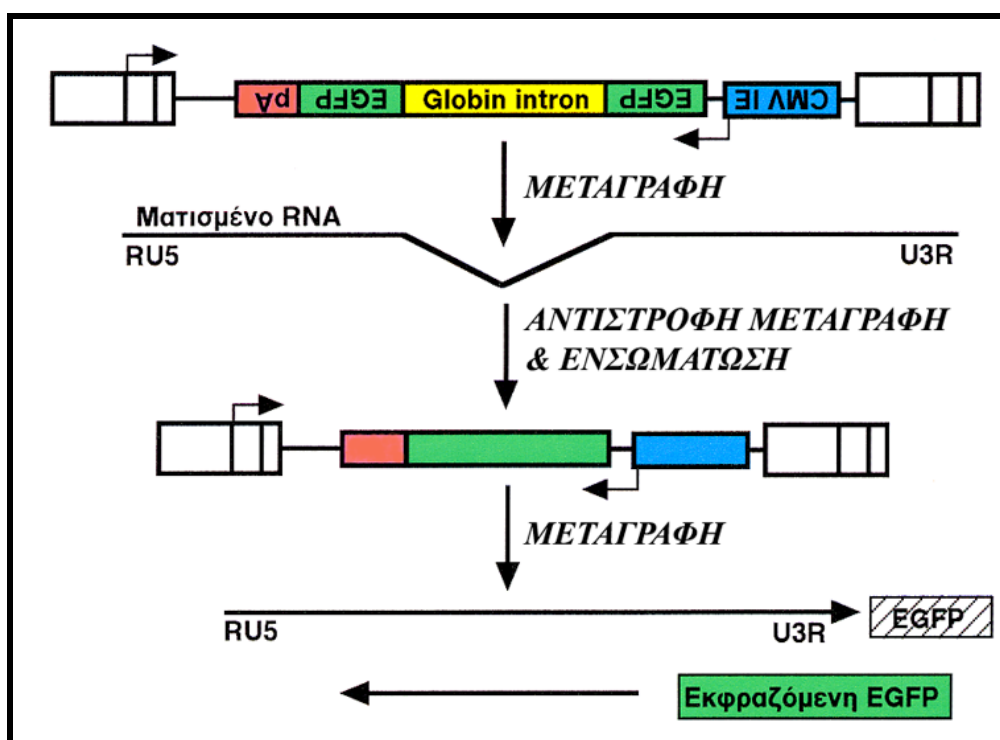 pA EGFP Globin intron EGFP CMV IE
ΜΕΤΑΓΡΑΦΗ
Ματισμένο RNA
RU5 U3R
ΑΝΤΙΣΤΡΟΦΗ ΜΕΤΑΓΡΑΦΗ
& ΕΝΣΩΜΑΤΩΣΗ
ΜΕΤΑΓΡΑΦΗ
RU5 U3R EGFP
Εκφραζόμενη EGFP